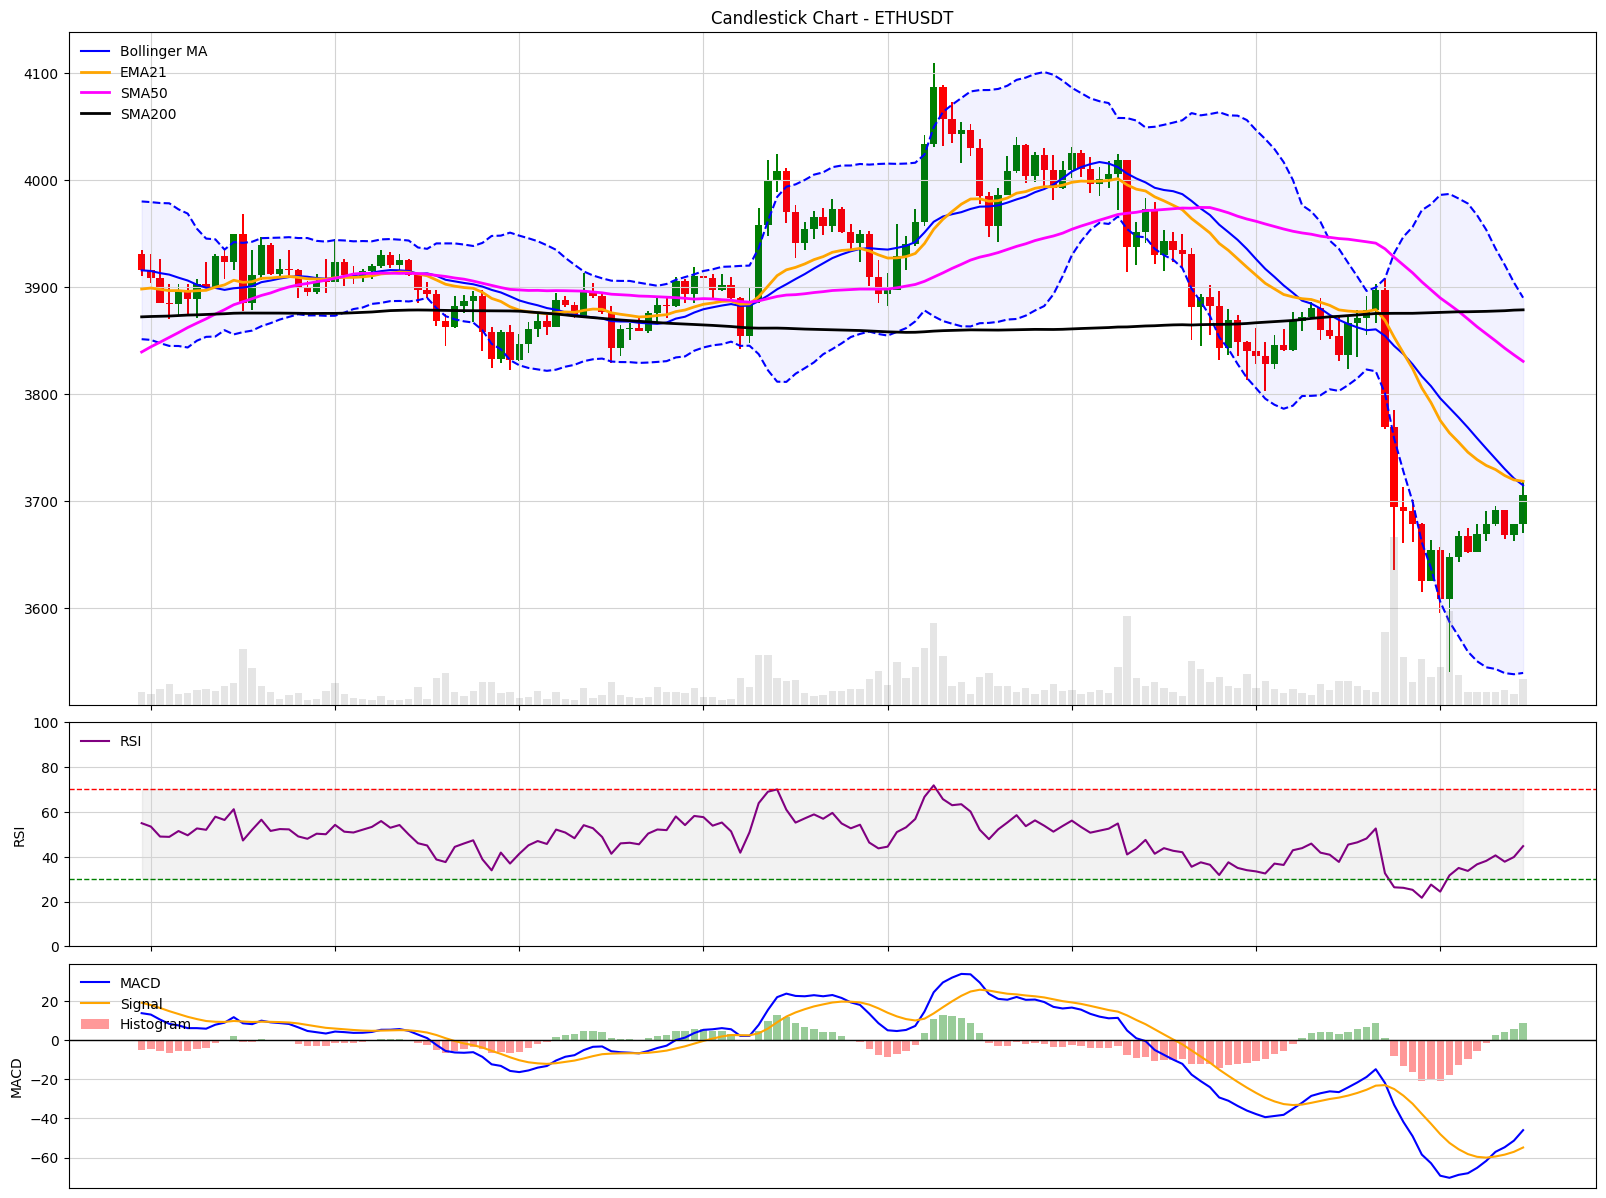 Candlestick Chart - ETHUSDT
Bollinger MA
EMA21
SMA50
SMA200
4100
4000
3900
3800
3700
3600
RSI
RSI
100
80
60
40
20
0
MACD
Signal
Histogram
MACD
20
0
−20
−40
−60